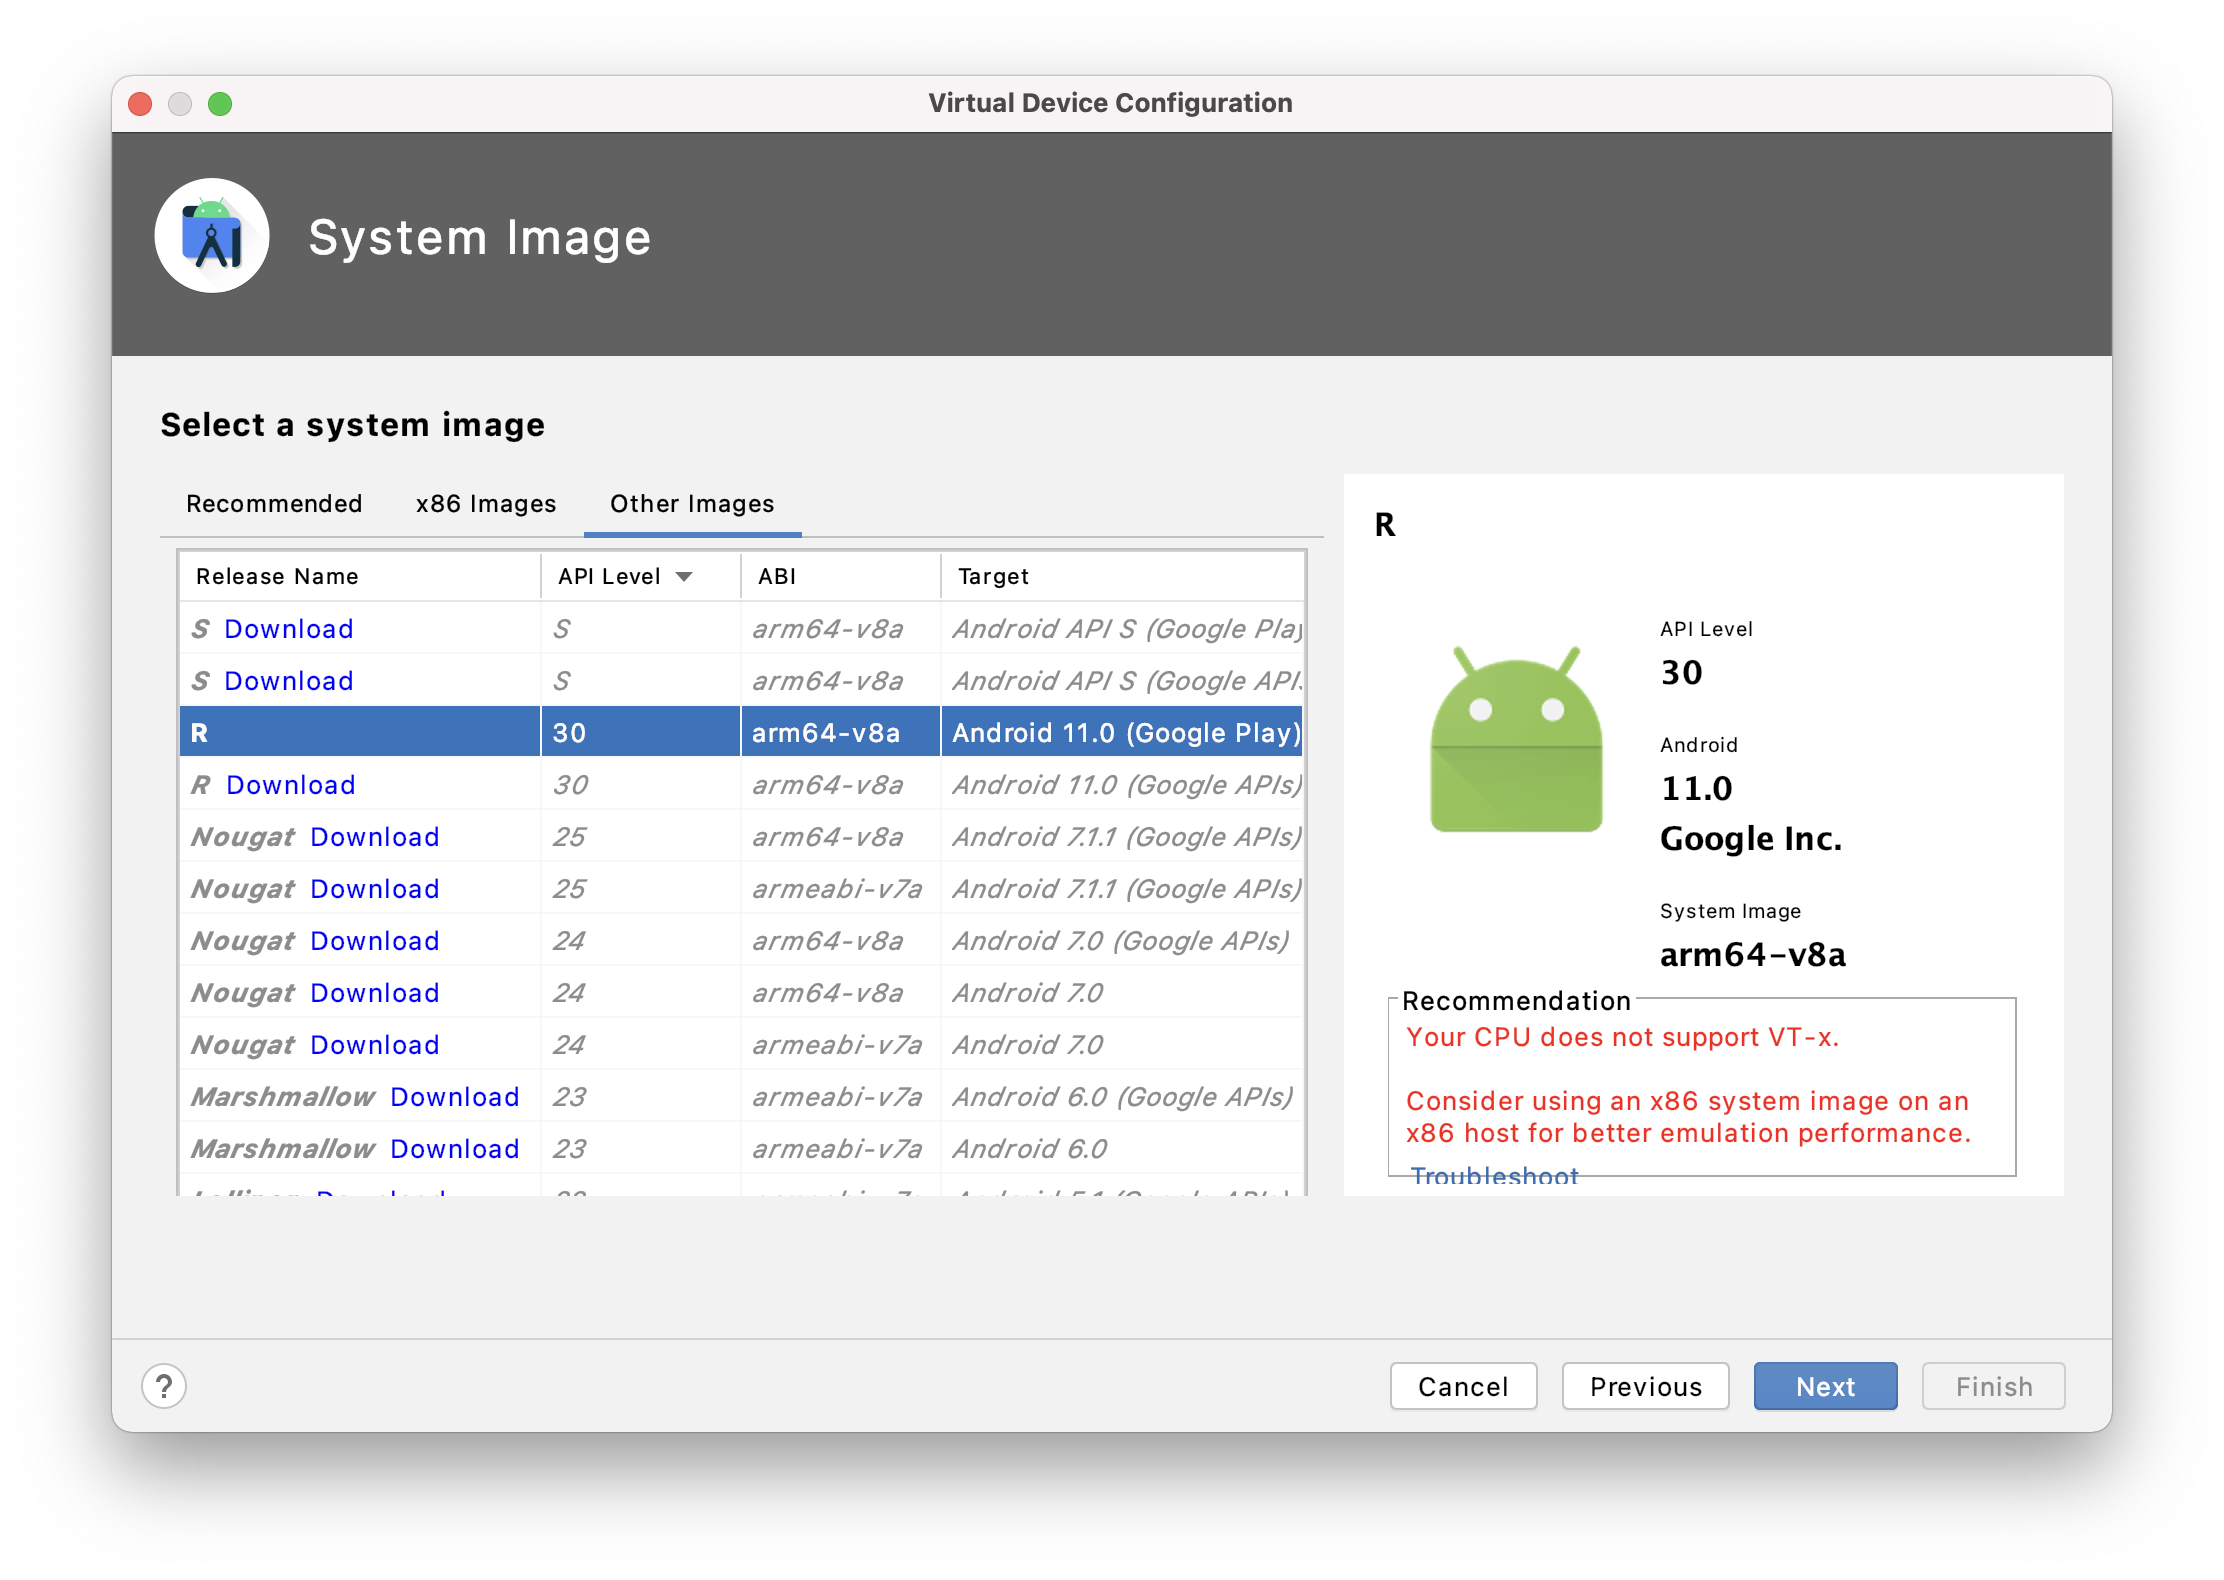 Virtual Device Configuration
System Image
Select a system image
Recommended x86 Images Other Images
Release Name API Level ABI Target
S Download S arm64-v8a Android API S (Google Play
S Download S arm64-v8a Android API S (Google API
R 30 arm64-v8a Android 11.0 (Google Play)
R Download 30 arm64-v8a Android 11.0 (Google APIs)
Nougat Download 25 arm64-v8a Android 7.1.1 (Google APIs)
Nougat Download 25 armeabi-v7a Android 7.1.1 (Google APIs)
Nougat Download 24 arm64-v8a Android 7.0 (Google APIs)
Nougat Download 24 arm64-v8a Android 7.0
Nougat Download 24 armeabi-v7a Android 7.0
Marshmallow Download 23 armeabi-v7a Android 6.0 (Google APIs)
Marshmallow Download 23 armeabi-v7a Android 6.0
R
API Level
30
Android
11.0
Google Inc.
System Image
arm64-v8a
Recommendation
Your CPU does not support VT-x.
Consider using an x86 system image on an
x86 host for better emulation performance.
Troubleshoot
?
Cancel Previous Next Finish